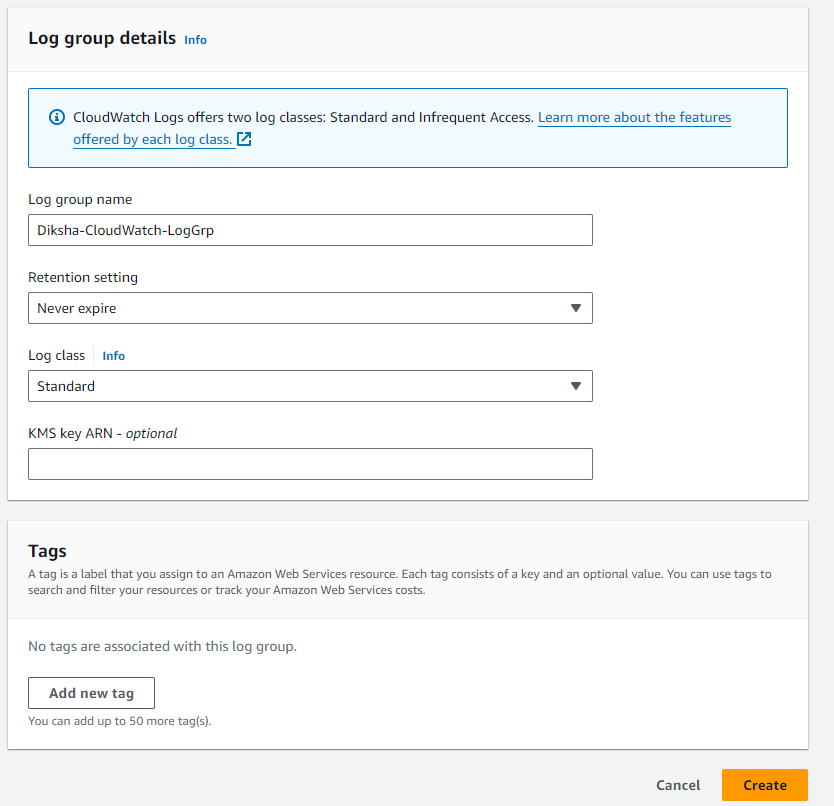 Log group details Info
CloudWatch Logs offers two log classes: Standard and Infrequent Access. Learn more about the features
offered by each log class.
Log group name
Diksha-CloudWatch-LogGrp
Retention setting
Never expire
Log class Info
Standard
KMS key ARN - optional
Tags
A tag is a label that you assign to an Amazon Web Services resource. Each tag consists of a key and an optional value. You can use tags to
search and filter your resources or track your Amazon Web Services costs.
No tags are associated with this log group.
Add new tag
You can add up to 50 more tag(s).
Cancel Create